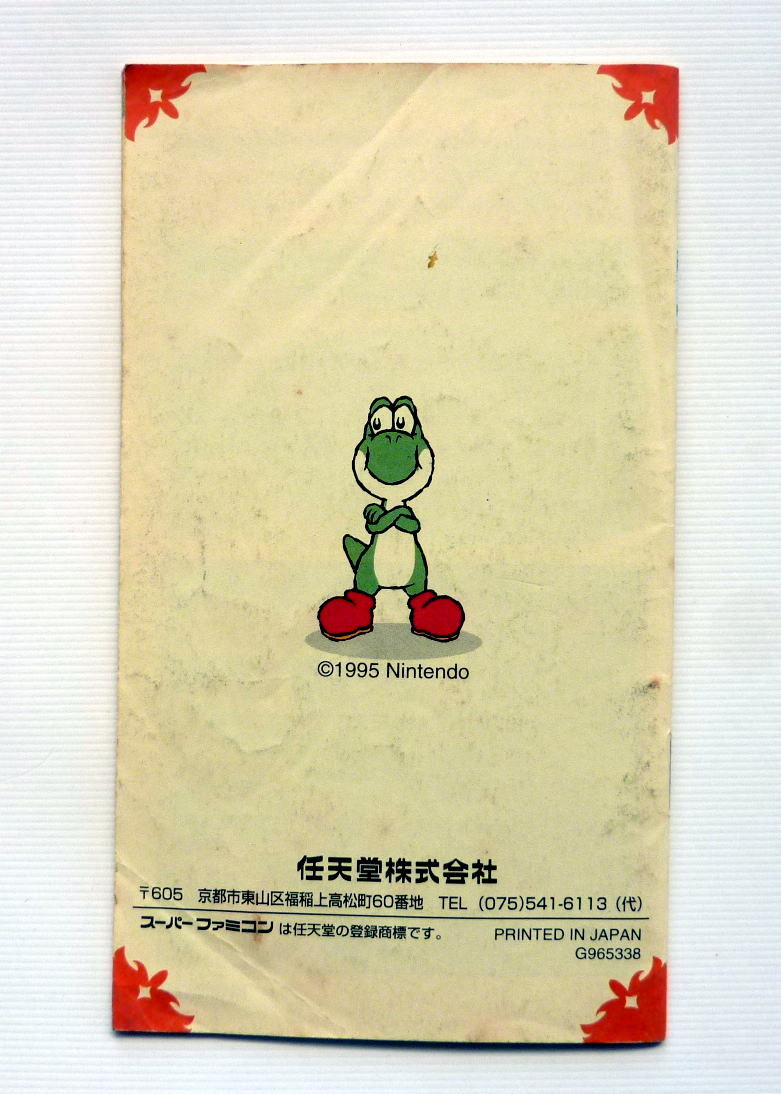 ©1995 Nintendo
任天堂株式会社
〒605 京都市東山区福稲上高松町60番地 TEL (075)541-6113 (代)
スーパーファミコン は任天堂の登録商標です。 PRINTED IN JAPAN
G965338